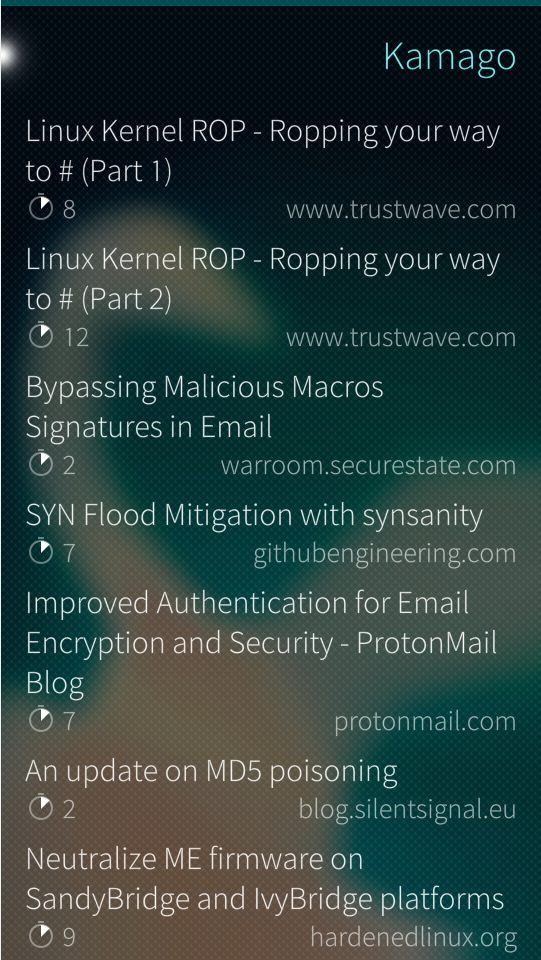 Kamago
Linux Kernel ROP - Ropping your way
to # (Part 1)
8 www.trustwave.com
Linux Kernel ROP - Ropping your way
to # (Part 2)
12 www.trustwave.com
Bypassing Malicious Macros
Signatures in Email
2 warroom.securestate.com
SYN Flood Mitigation with synsanity
7 githubengineering.com
Improved Authentication for Email
Encryption and Security - ProtonMail
Blog
7 protonmail.com
An update on MD5 poisoning
2 blog.silentsignal.eu
Neutralize ME firmware on
SandyBridge and IvyBridge platforms
9 hardenedlinux.org